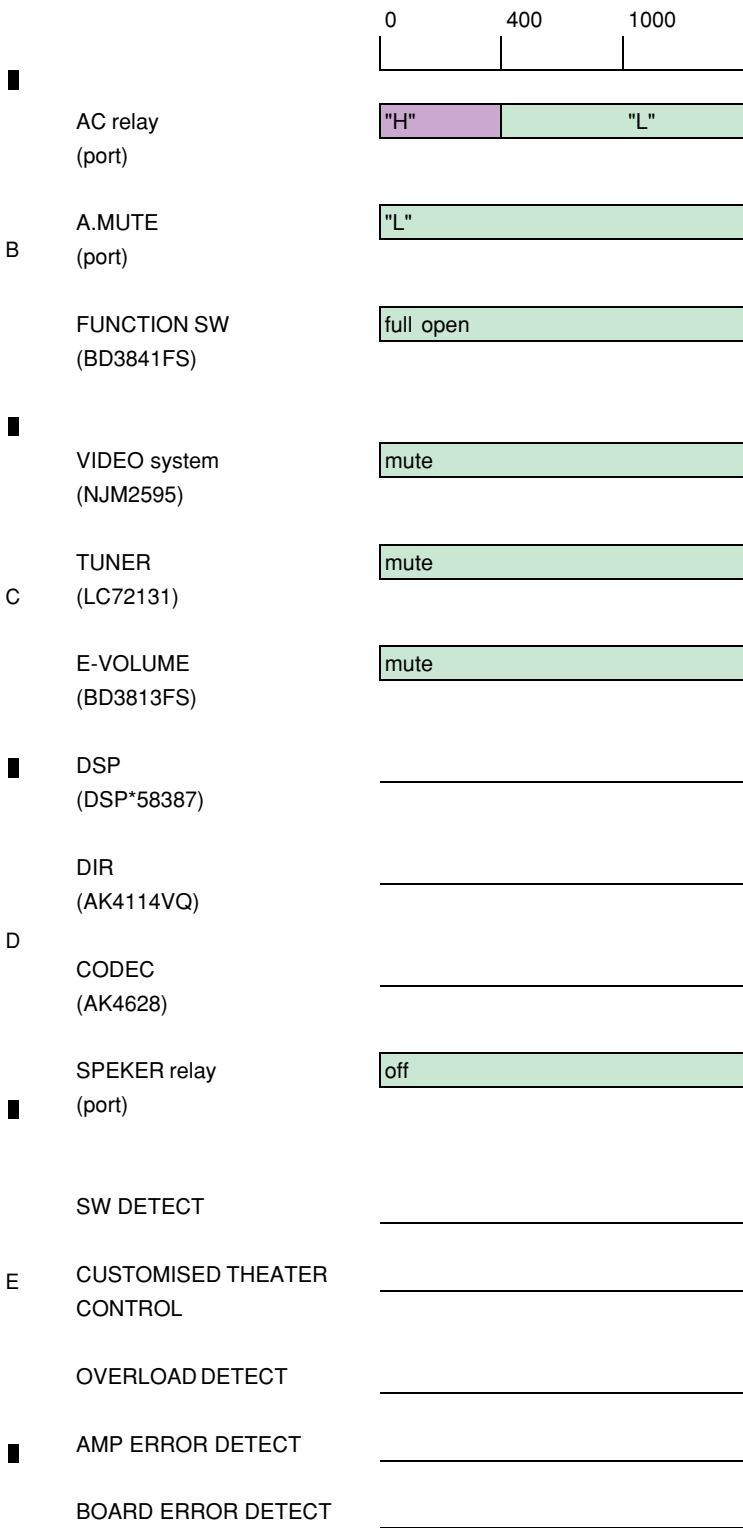 0 400 1000
AC relay "H" "L"
(port)
A.MUTE "L"
B
(port)
FUNCTION SW full open
(BD3841FS)
VIDEO system mute
(NJM2595)
TUNER mute
C (LC72131)
E-VOLUME mute
(BD3813FS)
DSP
(DSP*58387)
DIR
(AK4114VQ)
D
CODEC
(AK4628)
SPEKER relay off
(port)
SW DETECT
E CUSTOMISED THEATER
CONTROL
OVERLOAD DETECT
AMP ERROR DETECT
BOARD ERROR DETECT